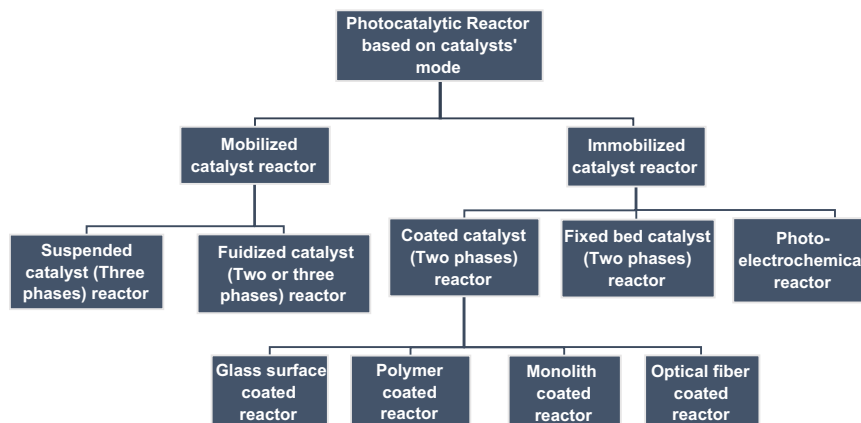 Photocatalytic Reactor
based on catalysts'
mode
Mobilized
catalyst reactor
Immobilized
catalyst reactor
Suspended
catalyst (Three
phases) reactor
Fuidized catalyst
(Two or three
phases) reactor
Coated catalyst
(Two phases)
reactor
Fixed bed catalyst
(Two phases)
reactor
Photo-
electrochemical
reactor
Glass surface
coated
reactor
Polymer
coated
reactor
Monolith
coated
reactor
Optical fiber
coated
reactor